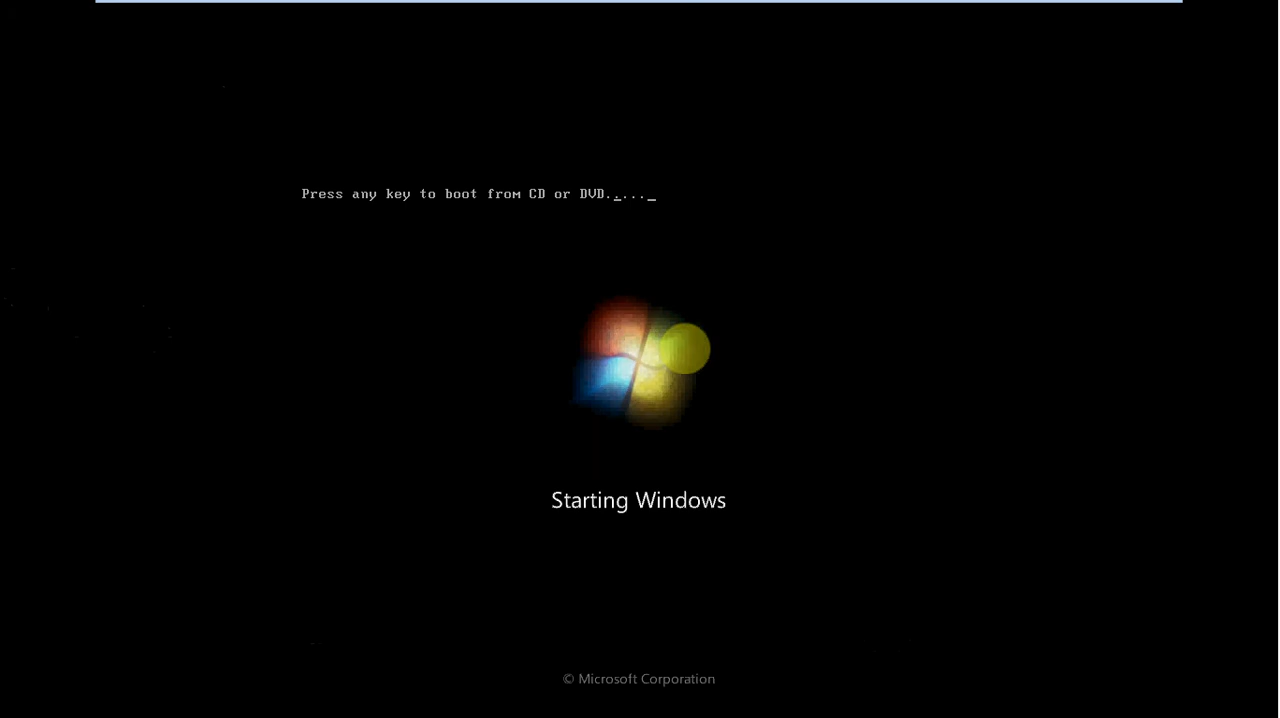 Press any key to boot from CD or DVD....._
Starting Windows
© Microsoft Corporation